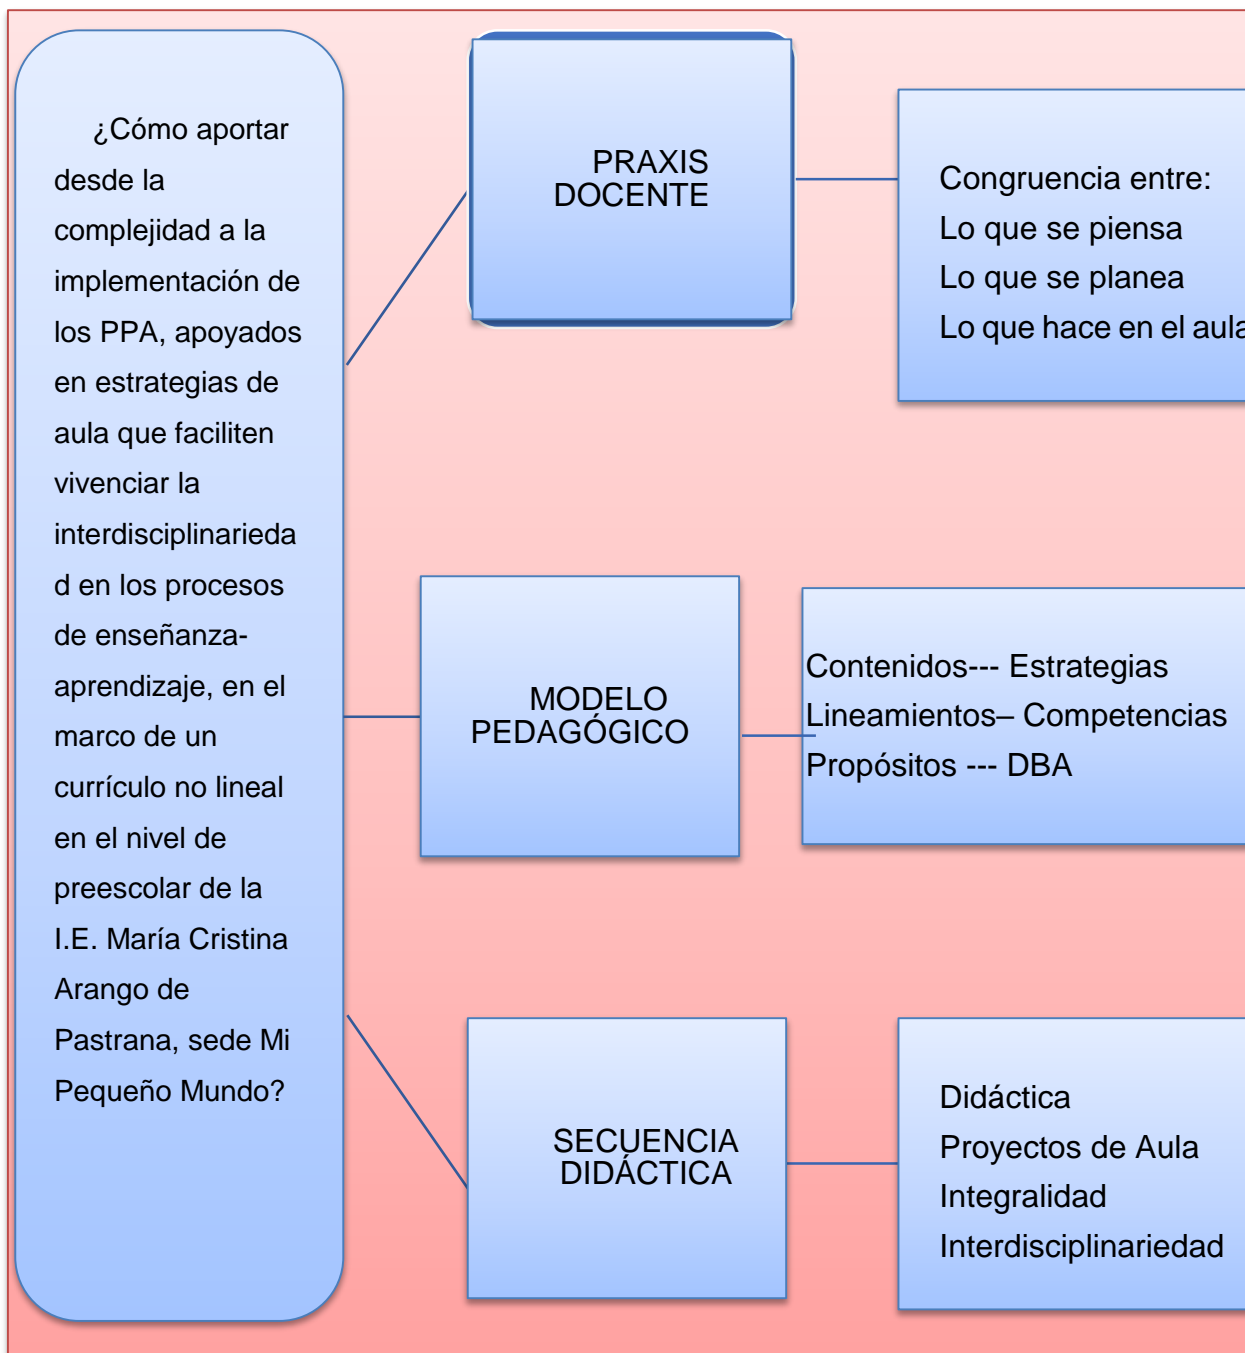 ¿Cómo aportar
desde la
complejidad a la
implementación de
los PPA, apoyados
en estrategias de
aula que faciliten
vivenciar la
interdisciplinarieda
d en los procesos
de enseñanza-
aprendizaje, en el
marco de un
currículo no lineal
en el nivel de
preescolar de la
I.E. María Cristina
Arango de
Pastrana, sede Mi
Pequeño Mundo?
PRAXIS
DOCENTE
Congruencia entre:
Lo que se piensa
Lo que se planea
Lo que hace en el aula
MODELO
PEDAGÓGICO
Contenidos--- Estrategias
Lineamientos– Competencias
Propósitos --- DBA
SECUENCIA
DIDÁCTICA
Didáctica
Proyectos de Aula
Integralidad
Interdisciplinariedad